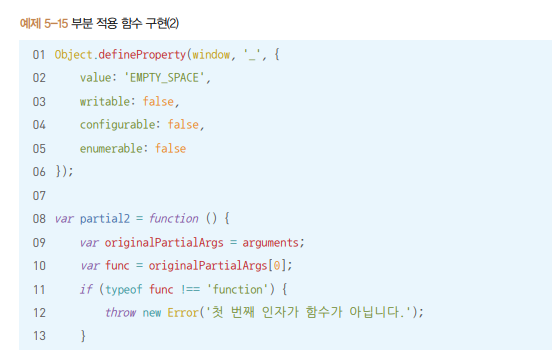 예제 5-15 부분 적용 함수 구현(2)
01 Object.defineProperty(window, '_', {
02     value: 'EMPTY_SPACE',
03     writable: false,
04     configurable: false,
05     enumerable: false
06 });
07
08 var partial2 = function () {
09     var originalPartialArgs = arguments;
10     var func = originalPartialArgs[0];
11     if (typeof func !== 'function') {
12         throw new Error('첫 번째 인자가 함수가 아닙니다.');
13     }